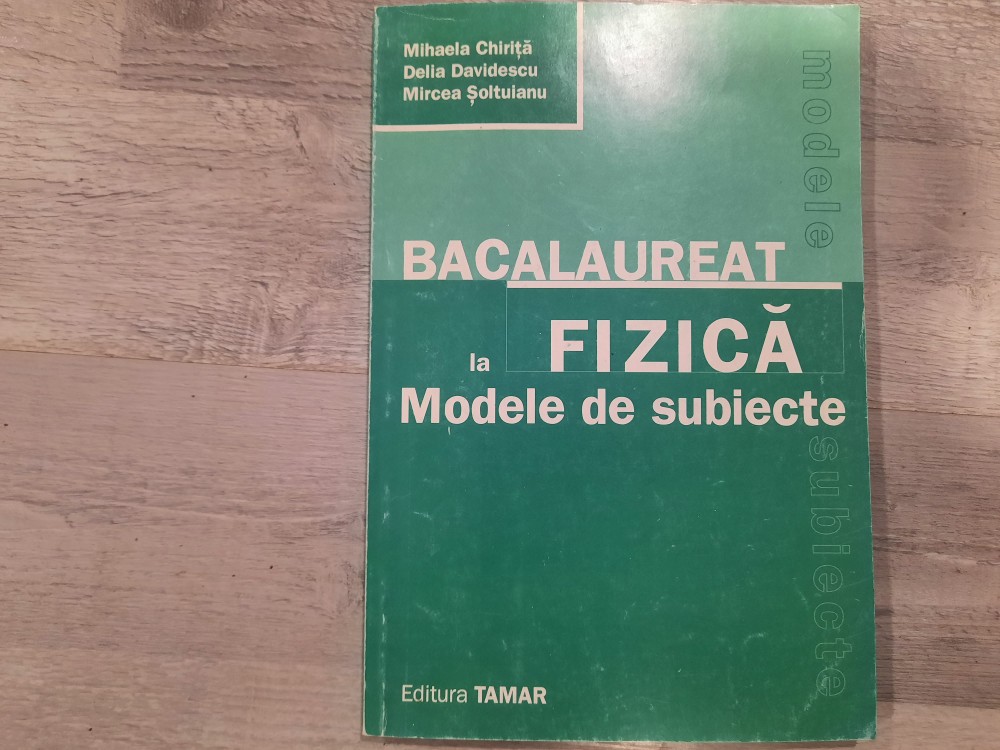 Mihaela Chiriță
Delia Davidescu
Mircea Șoltuianu
modele
BACALAUREAT
la FIZICĂ
Modele de subiecte
subiecte
Editura TAMAR